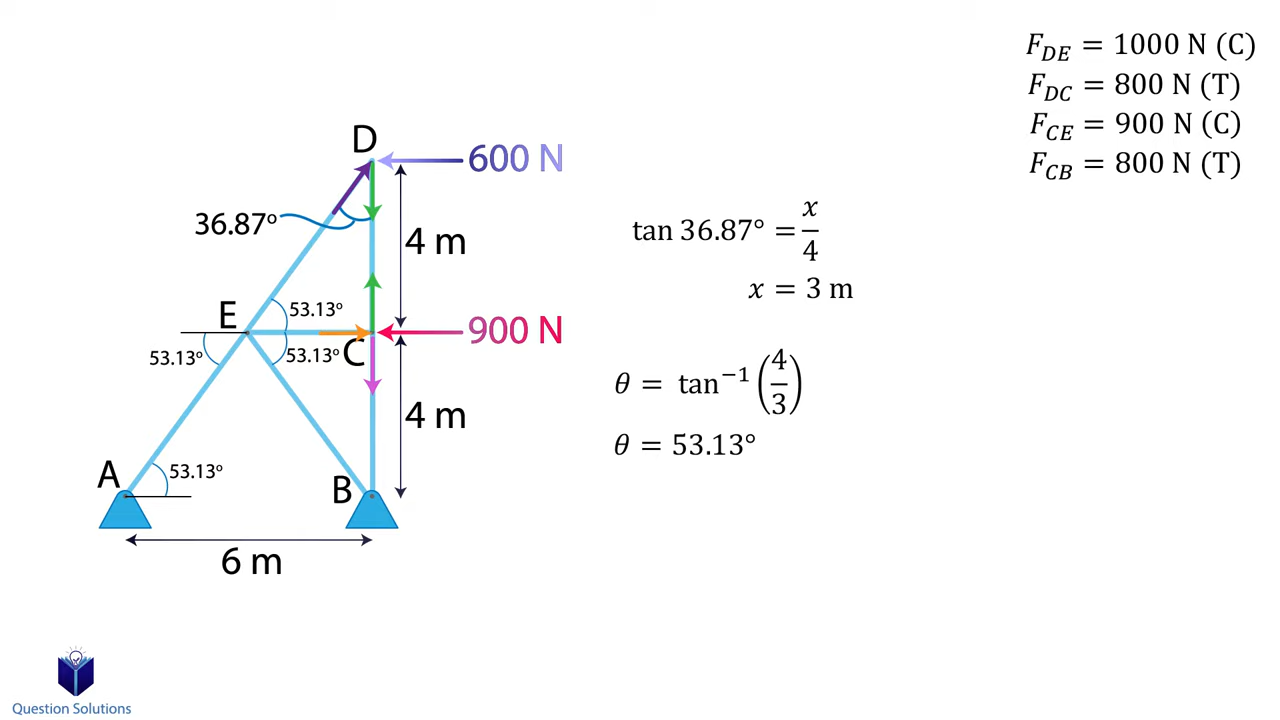 F_DE = 1000 N (C)
F_DC = 800 N (T)
F_CE = 900 N (C)
F_CB = 800 N (T)
D
600 N
36.87°
4 m
E
53.13°
900 N
53.13°
53.13°
C
4 m
A
53.13°
B
6 m
tan 36.87° = x/4
x = 3 m
θ = tan⁻¹(4/3)
θ = 53.13°
Question Solutions